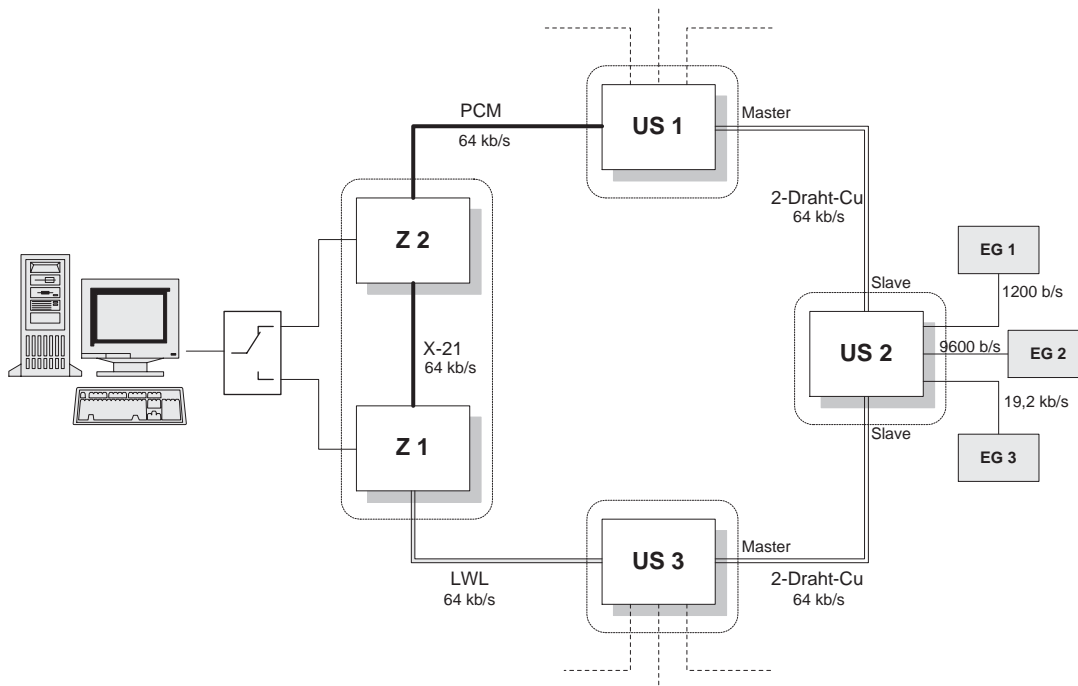 PCM
64 kb/s
US 1
Master
2-Draht-Cu
64 kb/s
Z 2
EG 1
1200 b/s
Slave
US 2
9600 b/s
EG 2
X-21
64 kb/s
19,2 kb/s
Slave
EG 3
Z 1
US 3
Master
LWL
64 kb/s
2-Draht-Cu
64 kb/s